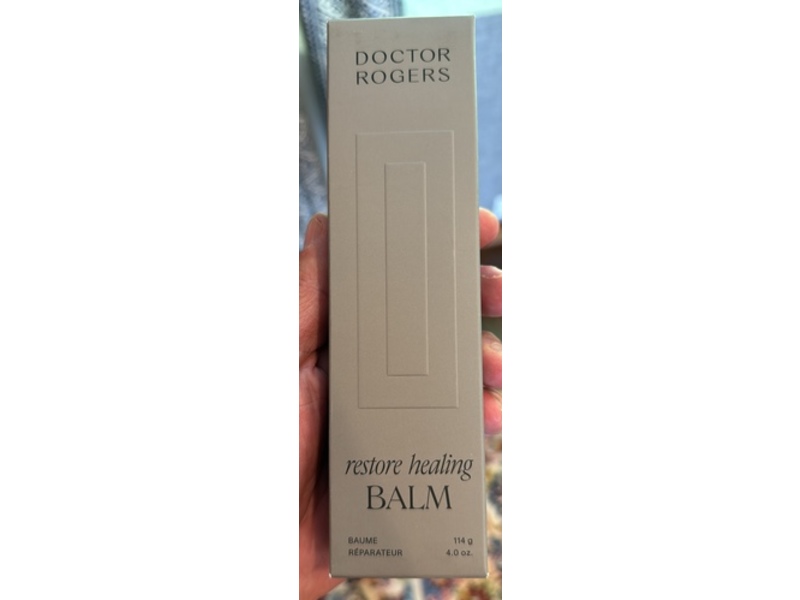 DOCTOR
ROGERS
restore healing
BALM
BAUME 114 g
RÉPARATEUR 4.0 oz.